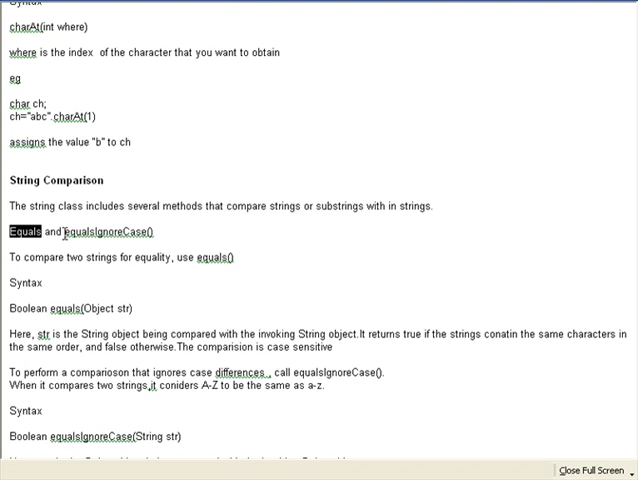 Syntax
charAt(int where)
where is the index of the character that you want to obtain
eg
char ch;
ch="abc".charAt(1)
assigns the value "b" to ch
String Comparison
The string class includes several methods that compare strings or substrings with in strings.
Equals and equalsIgnoreCase()
To compare two strings for equality, use equals()
Syntax
Boolean equals(Object str)
Here, str is the String object being compared with the invoking String object.It returns true if the strings conatin the same characters in
the same order, and false otherwise.The comparision is case sensitive
To perform a comparioson that ignores case differences , call equalsIgnoreCase().
When it compares two strings,it coniders A-Z to be the same as a-z.
Syntax
Boolean equalsIgnoreCase(String str)
Close Full Screen